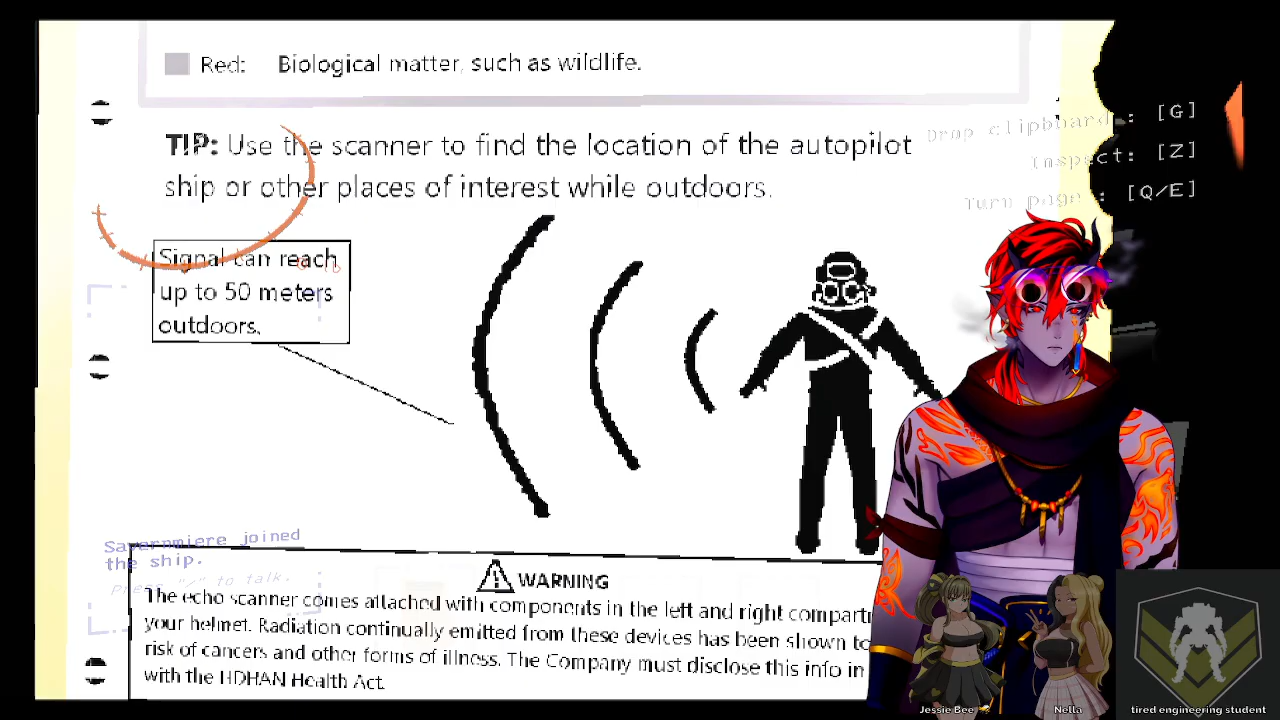 Red: Biological matter, such as wildlife.
TIP: Use the scanner to find the location of the autopilot
ship or other places of interest while outdoors.
Signal can reach
up to 50 meters
outdoors.
Drop clipboard : [G]
Inspect: [Z]
Turn page : [Q/E]
Savernmiere joined
the ship.
Press "/" to talk.
WARNING
The echo scanner comes attached with components in the left and right compart
your helmet. Radiation continually emitted from these devices has been shown to
risk of cancers and other forms of illness. The Company must disclose this info in
with the HDHAN Health Act.
Jessie Bee
Nella
tired engineering student